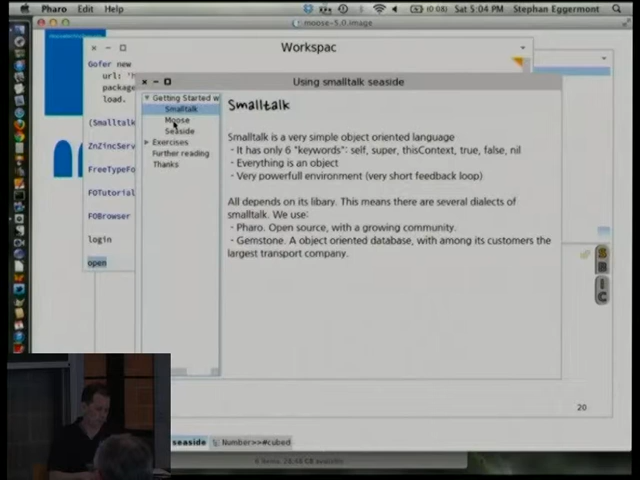 Pharo Edit Help
Sat 5:04 PM Stephan Eggermont
moose-5.0.image
Workspac
Gofer new
url: 'h
package
load.
(Smalltalk
ZnZincServ
FreeTypeFo
FOTutorial
FOBrowser
login
open
Using smalltalk seaside
Getting Started w
Smalltalk
Moose
Seaside
Exercises
Further reading
Thanks
Smalltalk
Smalltalk is a very simple object oriented language
- It has only 6 "keywords": self, super, thisContext, true, false, nil
- Everything is an object
- Very powerfull environment (very short feedback loop)
All depends on its libary. This means there are several dialects of
smalltalk. We use:
- Pharo. Open source, with a growing community.
- Gemstone. A object oriented database, with among its customers the
largest transport company.
S
B
I
C
20
seaside
Number>>#cubed